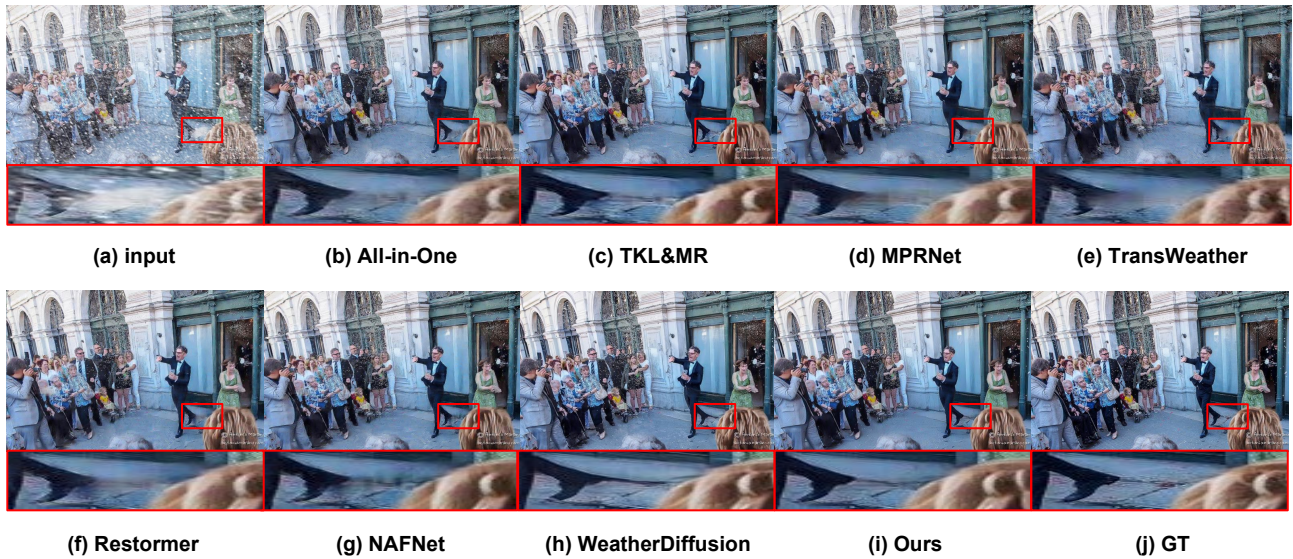 (a) input
(b) All-in-One
(c) TKL&MR
(d) MPRNet
(e) TransWeather
(f) Restormer
(g) NAFNet
(h) WeatherDiffusion
(i) Ours
(j) GT